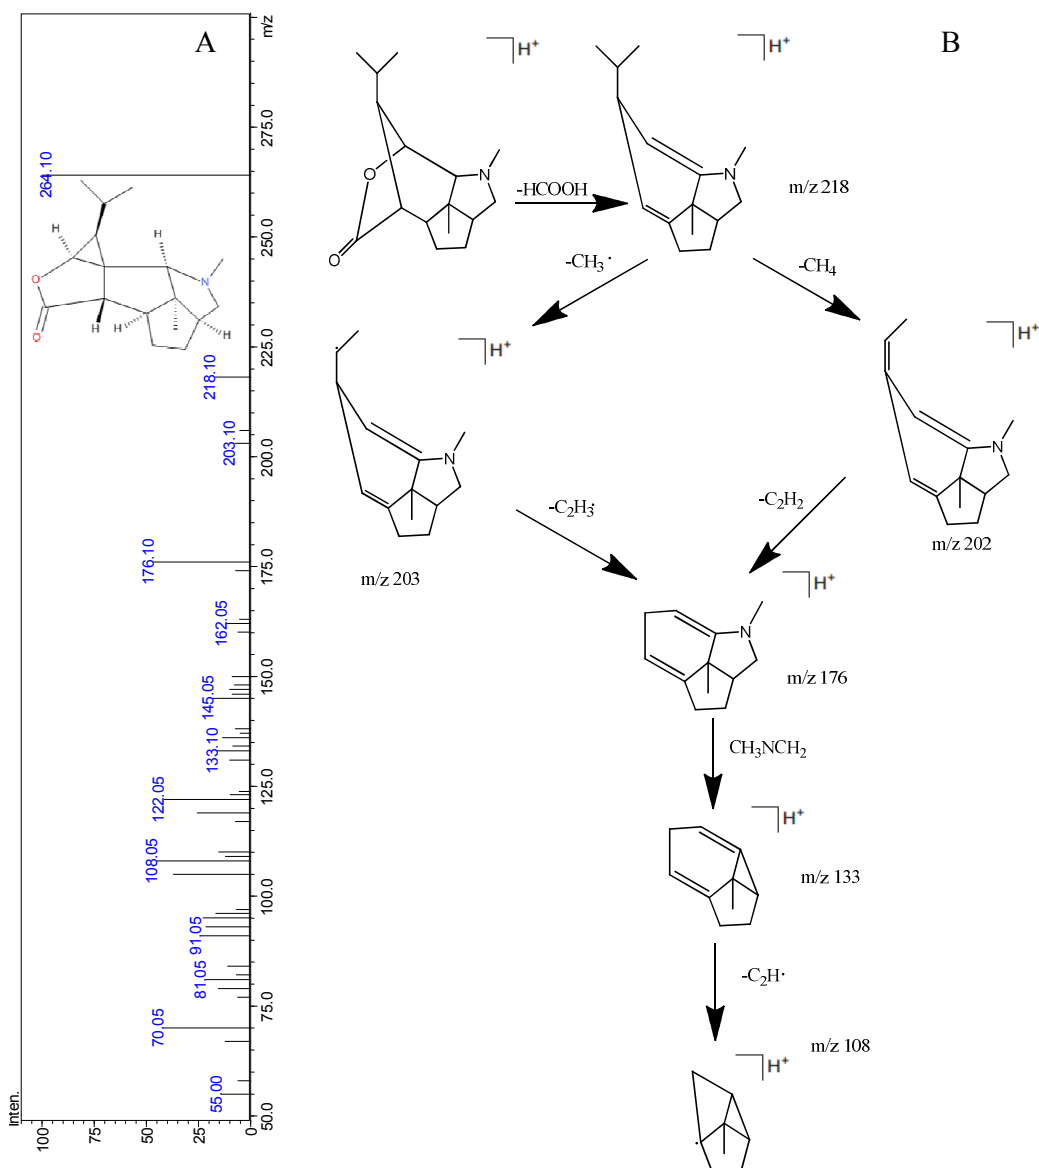 A
B
m/z
275.0
250.0
225.0
200.0
175.0
150.0
125.0
100.0
75.0
50.0
264.10
218.10
203.10
176.10
162.05
145.05
133.10
122.05
108.05
91.05
81.05
70.05
55.00
Inten.
100
75
50
25
0
H
H
O
N
O
H
H
H
H⁺
O
N
O
-HCOOH
H⁺
N
m/z 218
-CH₃·
-CH₄
H⁺
N
m/z 203
H⁺
N
m/z 202
-C₂H₃·
-C₂H₂
H⁺
N
m/z 176
CH₃NCH₂
H⁺
m/z 133
-C₂H·
m/z 108
H⁺